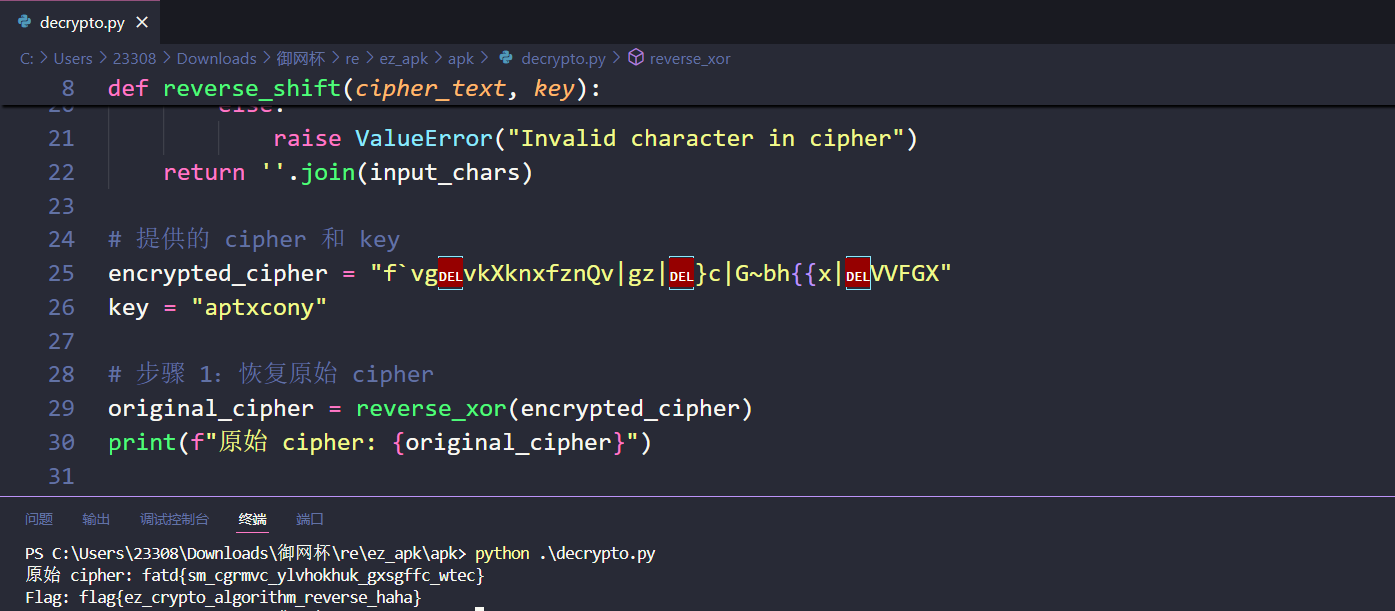 decrypto.py
C: > Users > 23308 > Downloads > 御网杯 > re > ez_apk > apk > decrypto.py > reverse_xor
8 def reverse_shift(cipher_text, key):
20 else:
21 raise ValueError("Invalid character in cipher")
22 return ''.join(input_chars)
23
24 # 提供的 cipher 和 key
25 encrypted_cipher = "f`vgDELvkXknxfznQv|gz|DEL}c|G~bh{{x|DELVVFGX"
26 key = "aptxcony"
27
28 # 步骤 1：恢复原始 cipher
29 original_cipher = reverse_xor(encrypted_cipher)
30 print(f"原始 cipher: {original_cipher}")
31
问题 输出 调试控制台 终端 端口
PS C:\Users\23308\Downloads\御网杯\re\ez_apk\apk> python .\decrypto.py
原始 cipher: fatd{sm_cgrmvc_ylvhokhuk_gxsgffc_wtec}
Flag: flag{ez_crypto_algorithm_reverse_haha}